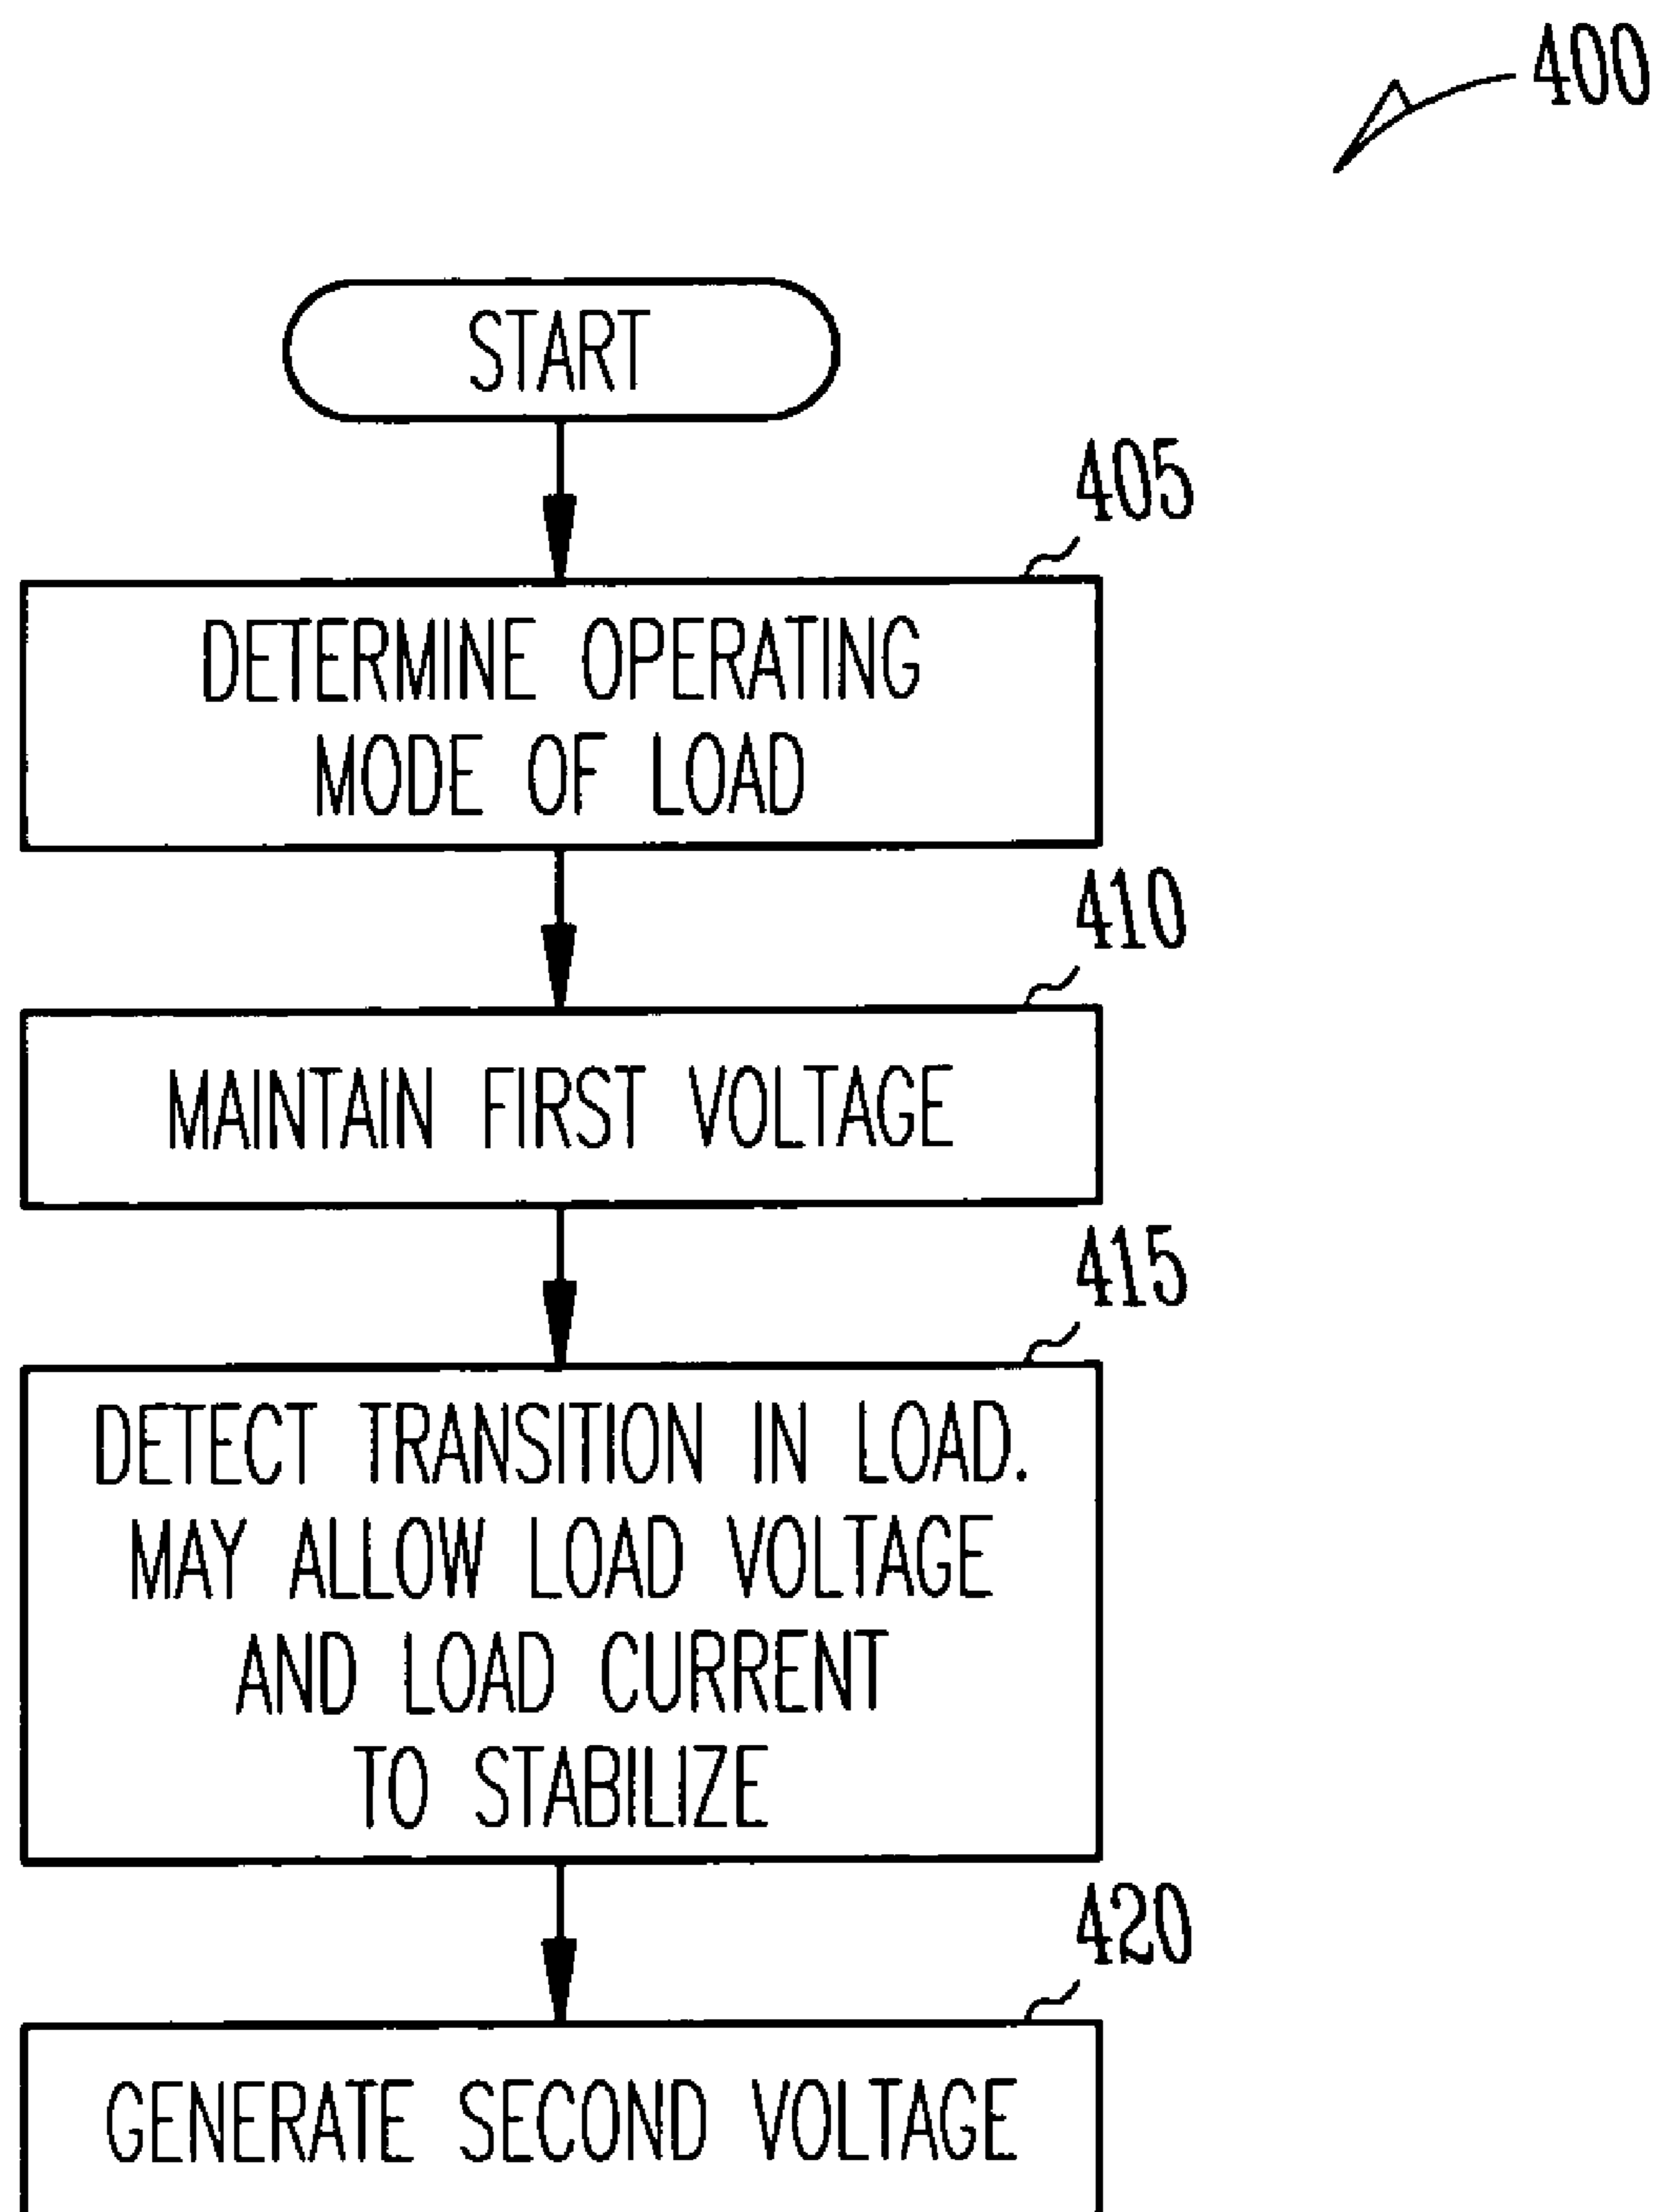 400
START
405
DETERMINE OPERATING
MODE OF LOAD
410
MAINTAIN FIRST VOLTAGE
415
DETECT TRANSITION IN LOAD.
MAY ALLOW LOAD VOLTAGE
AND LOAD CURRENT
TO STABILIZE
420
GENERATE SECOND VOLTAGE